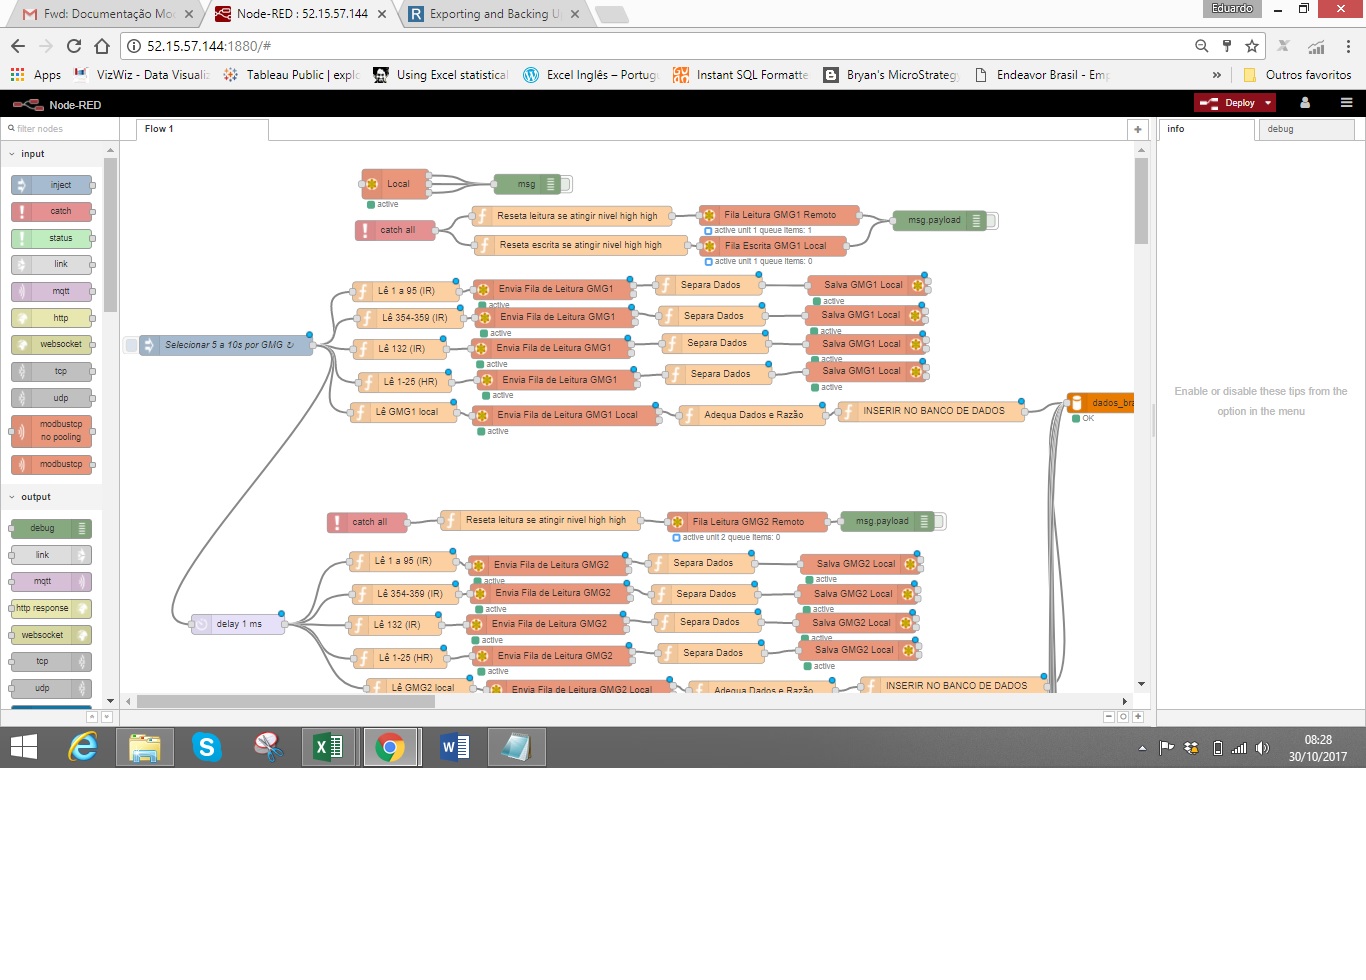 Eduardo
Fwd: Documentação Mod
Node-RED : 52.15.57.144
Exporting and Backing U
52.15.57.144:1880/#
Apps
VizWiz - Data Visualiz
Tableau Public | explo
Using Excel statistical
Excel Inglês – Portugu
Instant SQL Formatte
Bryan's MicroStrategy
Endeavor Brasil - Emp
»
Outros favoritos
Node-RED
Deploy
filter nodes
Flow 1
+
info
debug
input
inject
catch
status
link
mqtt
http
websocket
tcp
udp
modbustcp
no pooling
modbustcp
output
debug
link
mqtt
http response
websocket
tcp
udp
Local
active
msg
catch all
Reseta leitura se atingir nivel high high
Fila Leitura GMG1 Remoto
active unit 1 queue items: 1
msg.payload
Reseta escrita se atingir nivel high high
Fila Escrita GMG1 Local
active unit 1 queue items: 0
Selecionar 5 a 10s por GMG ↻
Lê 1 a 95 (IR)
Envia Fila de Leitura GMG1
active
Separa Dados
Salva GMG1 Local
active
Lê 354-359 (IR)
Envia Fila de Leitura GMG1
active
Separa Dados
Salva GMG1 Local
active
Lê 132 (IR)
Envia Fila de Leitura GMG1
active
Separa Dados
Salva GMG1 Local
active
Lê 1-25 (HR)
Envia Fila de Leitura GMG1
active
Separa Dados
Salva GMG1 Local
active
Lê GMG1 local
Envia Fila de Leitura GMG1 Local
active
Adequa Dados e Razão
INSERIR NO BANCO DE DADOS
dados_bra
OK
catch all
Reseta leitura se atingir nivel high high
Fila Leitura GMG2 Remoto
active unit 2 queue items: 0
msg.payload
delay 1 ms
Lê 1 a 95 (IR)
Envia Fila de Leitura GMG2
active
Separa Dados
Salva GMG2 Local
active
Lê 354-359 (IR)
Envia Fila de Leitura GMG2
active
Separa Dados
Salva GMG2 Local
active
Lê 132 (IR)
Envia Fila de Leitura GMG2
active
Separa Dados
Salva GMG2 Local
active
Lê 1-25 (HR)
Envia Fila de Leitura GMG2
active
Separa Dados
Salva GMG2 Local
active
Lê GMG2 local
Envia Fila de Leitura GMG2 Local
Adequa Dados e Razão
INSERIR NO BANCO DE DADOS
Enable or disable these tips from the
option in the menu
08:28
30/10/2017